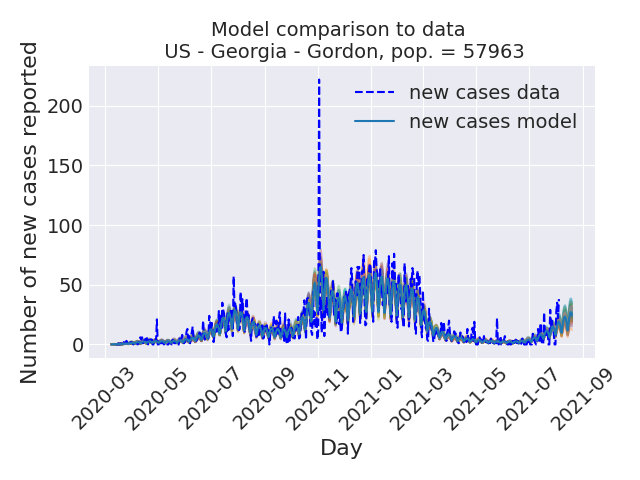 Model comparison to data
US - Georgia - Gordon, pop. = 57963
Number of new cases reported
200
150
100
50
0
new cases data
new cases model
2020-03
2020-05
2020-07
2020-09
2020-11
2021-01
2021-03
2021-05
2021-07
2021-09
Day